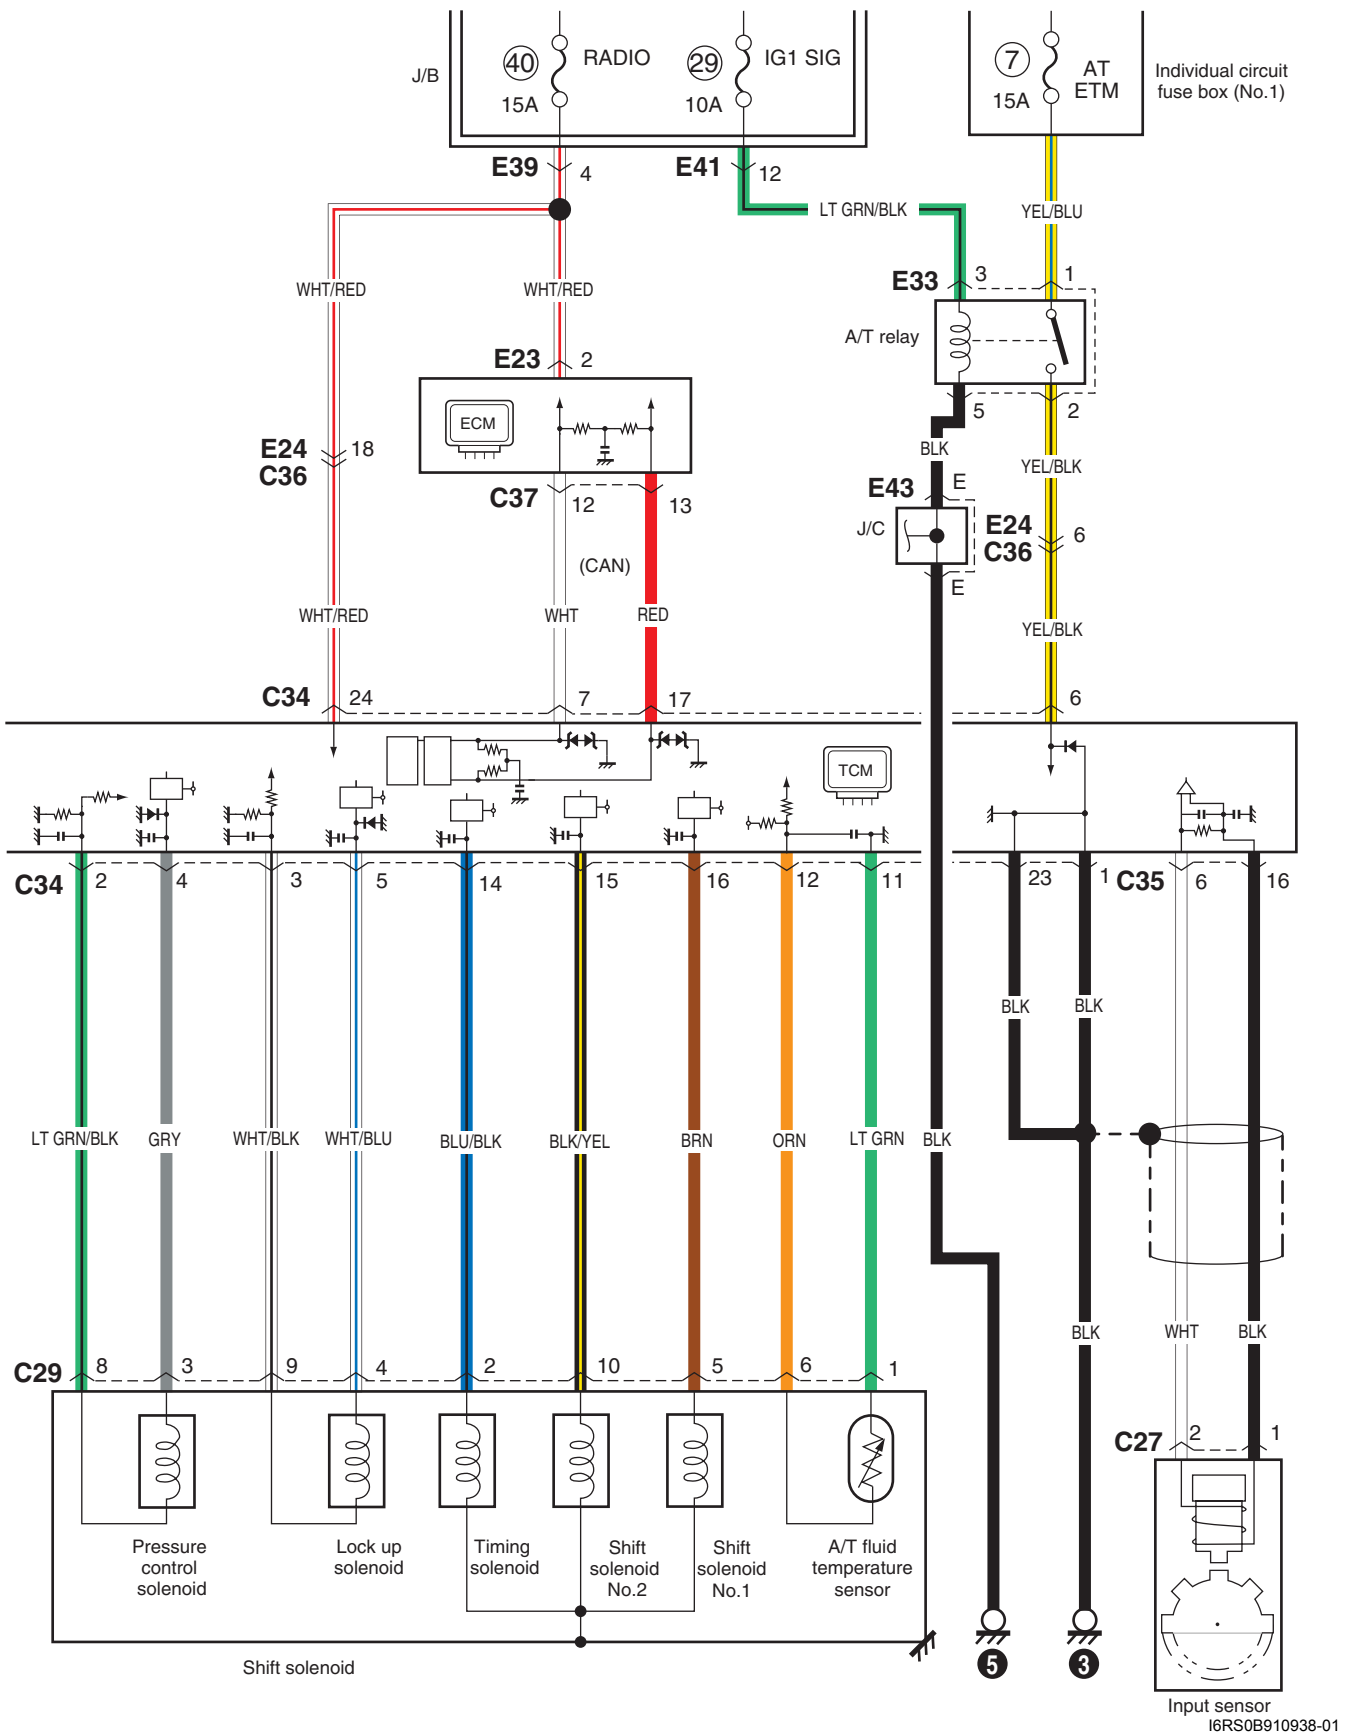 40 RADIO
15A
29 IG1 SIG
10A
7
15A
AT
ETM
J/B
Individual circuit
fuse box (No.1)
E39 4
E41 12
LT GRN/BLK
YEL/BLU
WHT/RED
WHT/RED
E33 3 1
A/T relay
E23 2
ECM
5 2
E24
C36
18
BLK
YEL/BLK
C37 12 13
E43 E
J/C
E24
C36
6
(CAN)
E
WHT/RED
WHT
RED
YEL/BLK
C34 24 7 17 6
TCM
C34 2 4 3 5 14 15 16 12 11 23 1
C35 6 16
BLK
BLK
LT GRN/BLK
GRY
WHT/BLK
WHT/BLU
BLU/BLK
BLK/YEL
BRN
ORN
LT GRN
BLK
BLK
WHT
BLK
C29 8 3 9 4 2 10 5 6 1
C27 2 1
Pressure
control
solenoid
Lock up
solenoid
Timing
solenoid
Shift
solenoid
No.2
Shift
solenoid
No.1
A/T fluid
temperature
sensor
Shift solenoid
5
3
Input sensor
I6RS0B910938-01